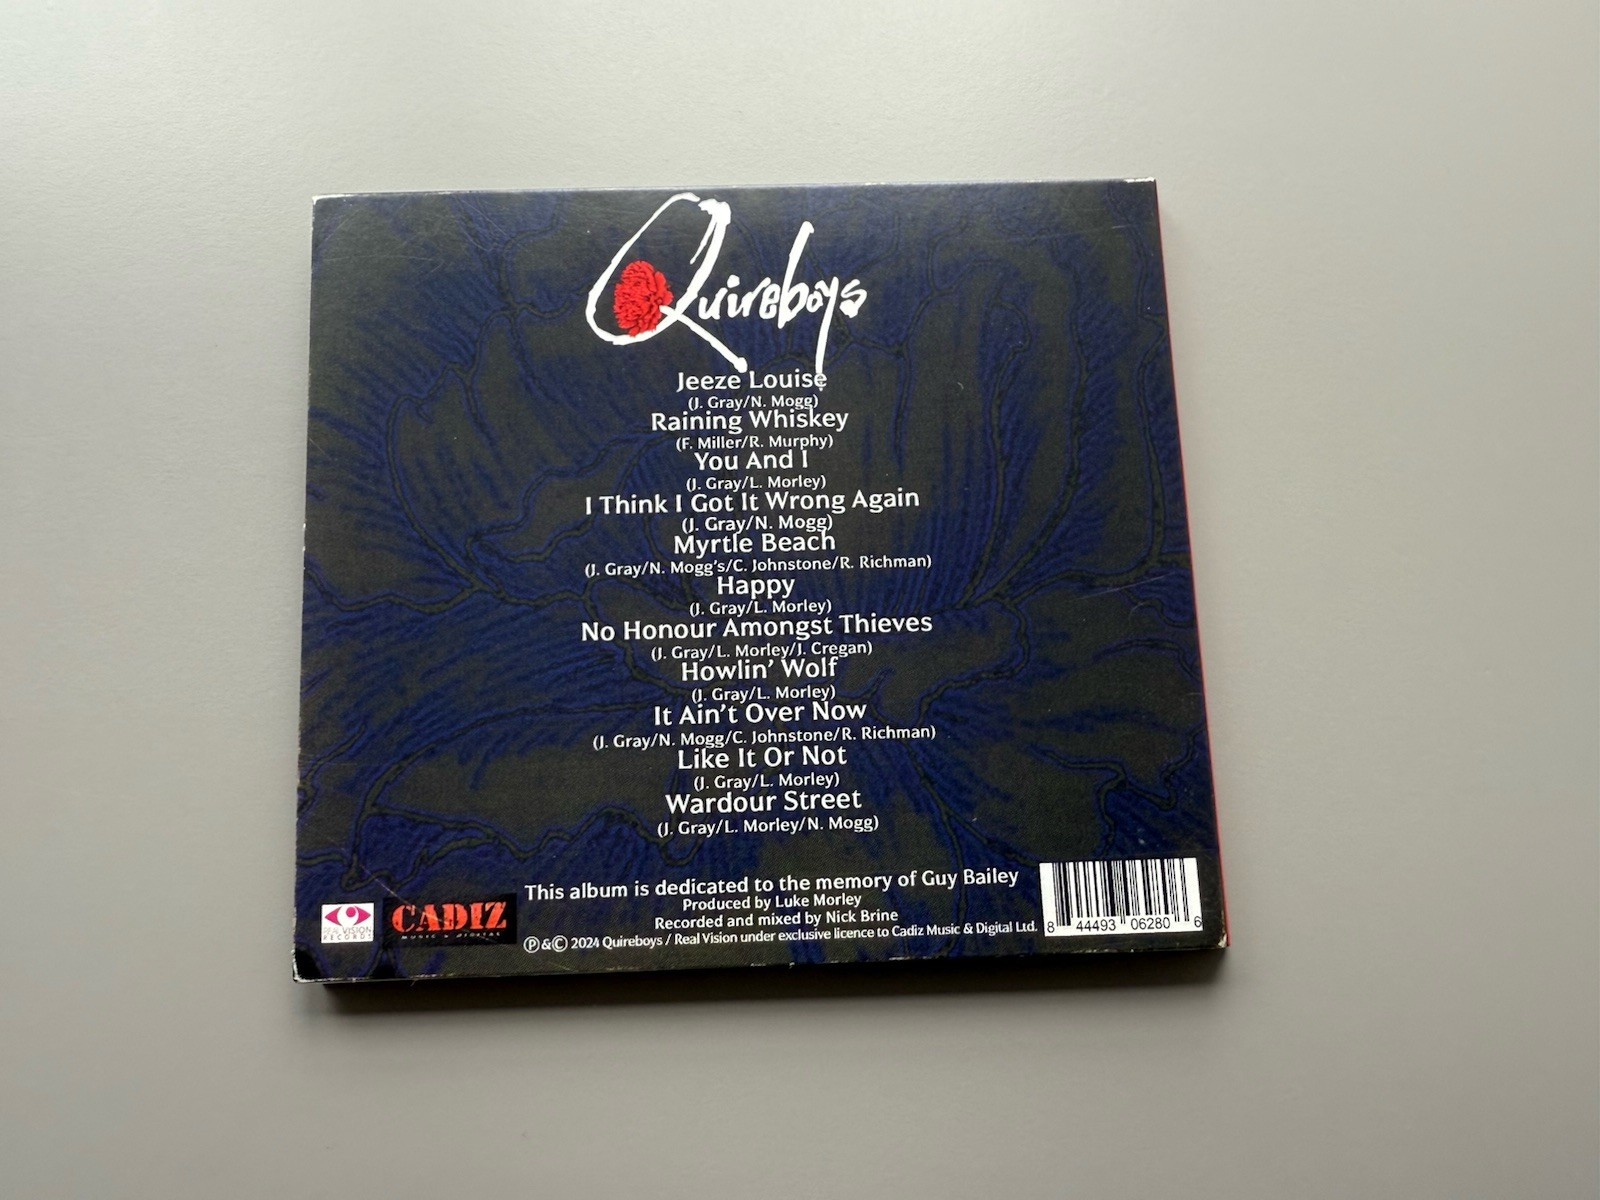 Quireboys
Jeeze Louise
(J. Gray/N. Mogg)
Raining Whiskey
(F. Miller/R. Murphy)
You And I
(J. Gray/L. Morley)
I Think I Got It Wrong Again
(J. Gray/N. Mogg)
Myrtle Beach
(J. Gray/N. Mogg's/C. Johnstone/R. Richman)
Happy
(J. Gray/L. Morley)
No Honour Amongst Thieves
(J. Gray/L. Morley/J. Cregan)
Howlin' Wolf
(J. Gray/L. Morley)
It Ain't Over Now
(J. Gray/N. Mogg/C. Johnstone/R. Richman)
Like It Or Not
(J. Gray/L. Morley)
Wardour Street
(J. Gray/L. Morley/N. Mogg)
This album is dedicated to the memory of Guy Bailey
Produced by Luke Morley
Recorded and mixed by Nick Brine
Ⓟ & © 2024 Quireboys / Real Vision under exclusive licence to Cadiz Music & Digital Ltd.
REAL VISION
RECORDS
CADIZ
MUSIC & DIGITAL
8 44493 06280 6